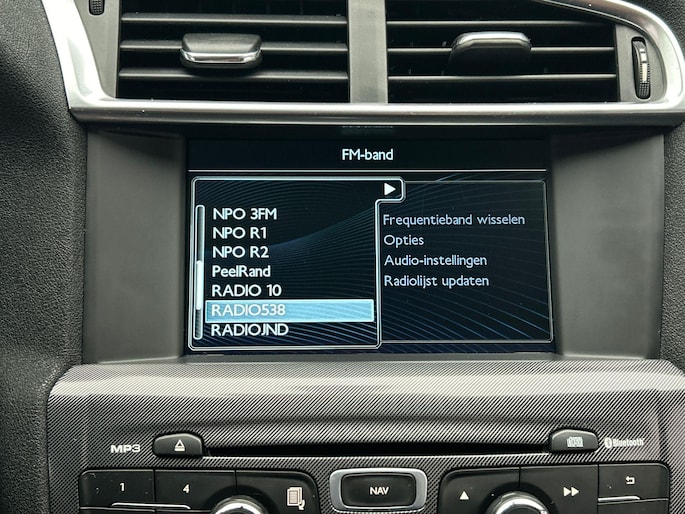 FM-band
NPO 3FM
NPO R1
NPO R2
PeelRand
RADIO 10
RADIO538
RADIOJND
Frequentieband wisselen
Opties
Audio-instellingen
Radiolijst updaten
MP3
Bluetooth
1
4
NAV